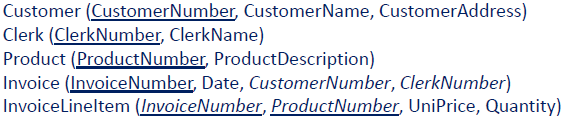 Customer (CustomerNumber, CustomerName, CustomerAddress)
Clerk (ClerkNumber, ClerkName)
Product (ProductNumber, ProductDescription)
Invoice (InvoiceNumber, Date, CustomerNumber, ClerkNumber)
InvoiceLineItem (InvoiceNumber, ProductNumber, UniPrice, Quantity)